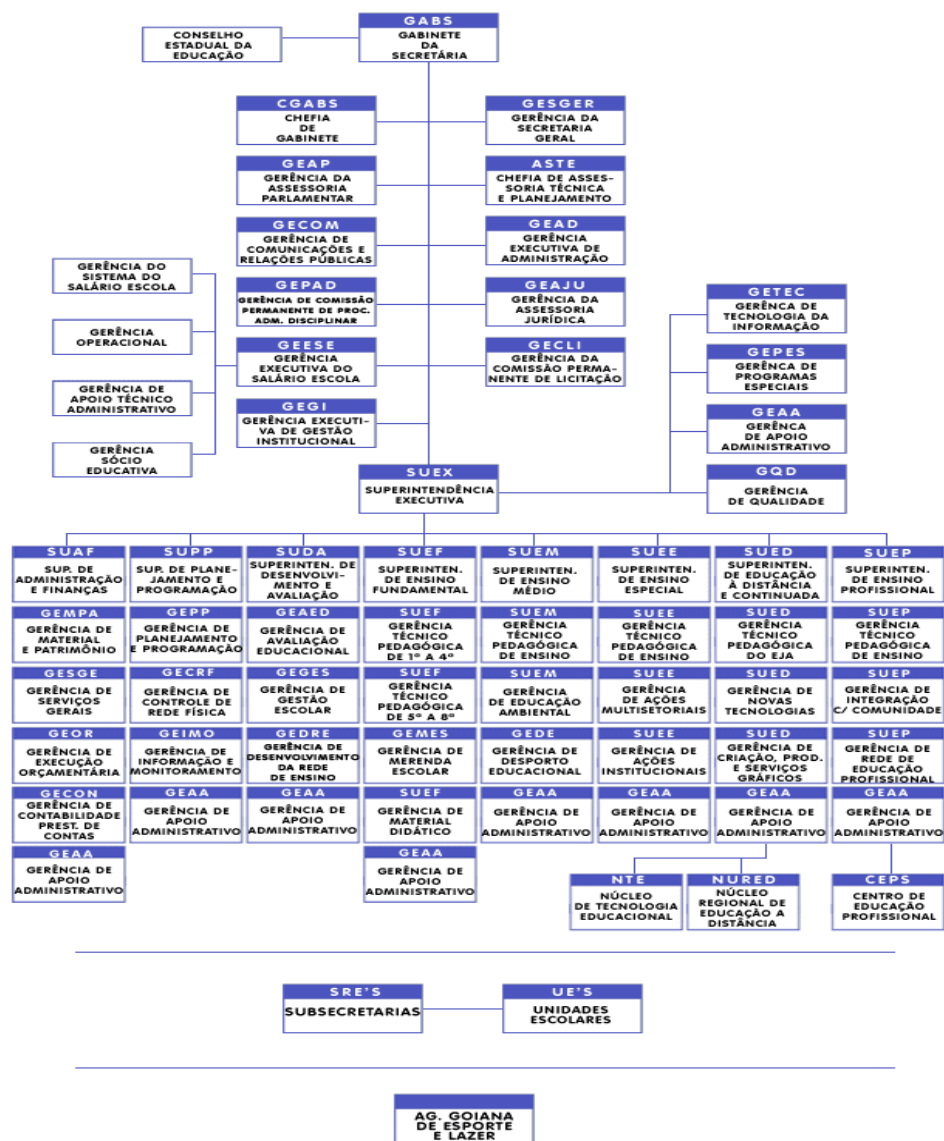 GABS
GABINETE
DA
SECRETÁRIA
CONSELHO
ESTADUAL DA
EDUCAÇÃO
CGABS
CHEFIA
DE
GABINETE
GESGER
GERÊNCIA DA
SECRETARIA
GERAL
GEAP
GERÊNCIA DA
ASSESSORIA
PARLAMENTAR
ASTE
CHEFIA DE ASSES-
SORIA TÉCNICA
E PLANEJAMENTO
GECOM
GERÊNCIA DE
COMUNICAÇÕES E
RELAÇÕES PÚBLICAS
GEAD
GERÊNCIA
EXECUTIVA DE
ADMINISTRAÇÃO
GERÊNCIA DO
SISTEMA DO
SALÁRIO ESCOLA
GEPAD
GERÊNCIA DE COMISSÃO
PERMANENTE DE PROC.
ADM. DISCIPLINAR
GEAJU
GERÊNCIA DA
ASSESSORIA
JURÍDICA
GETEC
GERÊNCA DE
TECNOLOGIA DA
INFORMAÇÃO
GERÊNCIA
OPERACIONAL
GEESE
GERÊNCIA
EXECUTIVA DO
SALÁRIO ESCOLA
GECLI
GERÊNCIA DA
COMISSÃO PERMA-
NENTE DE LICITAÇÃO
GEPES
GERÊNCA DE
PROGRAMAS
ESPECIAIS
GERÊNCIA DE
APOIO TÉCNICO
ADMINISTRATIVO
GEGI
GERÊNCIA EXECUTI-
VA DE GESTÃO
INSTITUCIONAL
GEAA
GERÊNCA
DE APOIO
ADMINISTRATIVO
GERÊNCIA
SÓCIO
EDUCATIVA
SUEX
SUPERINTENDÊNCIA
EXECUTIVA
GQD
GERÊNCIA
DE QUALIDADE
SUAF
SUP. DE
ADMINISTRAÇÃO
E FINANÇAS
SUPP
SUP. DE PLANE-
JAMENTO E
PROGRAMAÇÃO
SUDA
SUPERINTEN. DE
DESENVOLVI-
MENTO E
AVALIAÇÃO
SUEF
SUPERINTEN.
DE ENSINO
FUNDAMENTAL
SUEM
SUPERINTEN.
DE ENSINO
MÉDIO
SUEE
SUPERINTEN.
DE ENSINO
ESPECIAL
SUED
SUPERINTEN.
DE EDUCAÇÃO
À DISTÂNCIA
E CONTINUADA
SUEP
SUPERINTEN.
DE ENSINO
PROFISSIONAL
GEMPA
GERÊNCIA DE
MATERIAL
E PATRIMÔNIO
GEPP
GERÊNCIA DE
PLANEJAMENTO
E PROGRAMAÇÃO
GEAED
GERÊNCIA DE
AVALIAÇÃO
EDUCACIONAL
SUEF
GERÊNCIA
TÉCNICO
PEDAGÓGICA
DE 1ª A 4ª
SUEM
GERÊNCIA
TÉCNICO
PEDAGÓGICA
DE ENSINO
SUEE
GERÊNCIA
TÉCNICO
PEDAGÓGICA
DE ENSINO
SUED
GERÊNCIA
TÉCNICO
PEDAGÓGICA
DO EJA
SUEP
GERÊNCIA
TÉCNICO
PEDAGÓGICA
DE ENSINO
GESGE
GERÊNCIA DE
SERVIÇOS
GERAIS
GECRF
GERÊNCIA DE
CONTROLE DE
REDE FÍSICA
GEGES
GERÊNCIA DE
GESTÃO
ESCOLAR
SUEF
GERÊNCIA
TÉCNICO
PEDAGÓGICA
DE 5ª A 8ª
SUEM
GERÊNCIA
DE EDUCAÇÃO
AMBIENTAL
SUEE
GERÊNCIA
DE AÇÕES
MULTISETORIAIS
SUED
GERÊNCIA DE
NOVAS
TECNOLOGIAS
SUEP
GERÊNCIA DE
INTEGRAÇÃO
C/ COMUNIDADE
GEOR
GERÊNCIA DE
EXECUÇÃO
ORÇAMENTÁRIA
GEIMO
GERÊNCIA DE
INFORMAÇÃO E
MONITORAMENTO
GEDRE
GERÊNCIA DE
DESENVOLVIMENTO
DA REDE
DE ENSINO
GEMES
GERÊNCIA DE
MERENDA
ESCOLAR
GEDE
GERÊNCIA DE
DESPORTO
EDUCACIONAL
SUEE
GERÊNCIA DE
AÇÕES
INSTITUCIONAIS
SUED
GERÊNCIA DE
CRIAÇÃO, PROD.
E SERVIÇOS
GRÁFICOS
SUEP
GERÊNCIA DE
REDE DE
EDUCAÇÃO
PROFISSIONAL
GECON
GERÊNCIA DE
CONTABILIDADE
PREST. DE
CONTAS
GEAA
GERÊNCIA DE
APOIO
ADMINISTRATIVO
GEAA
GERÊNCIA DE
APOIO
ADMINISTRATIVO
SUEF
GERÊNCIA DE
MATERIAL
DIDÁTICO
GEAA
GERÊNCIA DE
APOIO
ADMINISTRATIVO
GEAA
GERÊNCIA DE
APOIO
ADMINISTRATIVO
GEAA
GERÊNCIA DE
APOIO
ADMINISTRATIVO
GEAA
GERÊNCIA DE
APOIO
ADMINISTRATIVO
GEAA
GERÊNCIA DE
APOIO
ADMINISTRATIVO
GEAA
GERÊNCIA DE
APOIO
ADMINISTRATIVO
NTE
NÚCLEO
DE TECNOLOGIA
EDUCACIONAL
NURED
NÚCLEO
REGIONAL DE
EDUCAÇÃO A
DISTÂNCIA
CEPS
CENTRO DE
EDUCAÇÃO
PROFISSIONAL
SRE'S
SUBSECRETARIAS
UE'S
UNIDADES
ESCOLARES
AG. GOIANA
DE ESPORTE
E LAZER